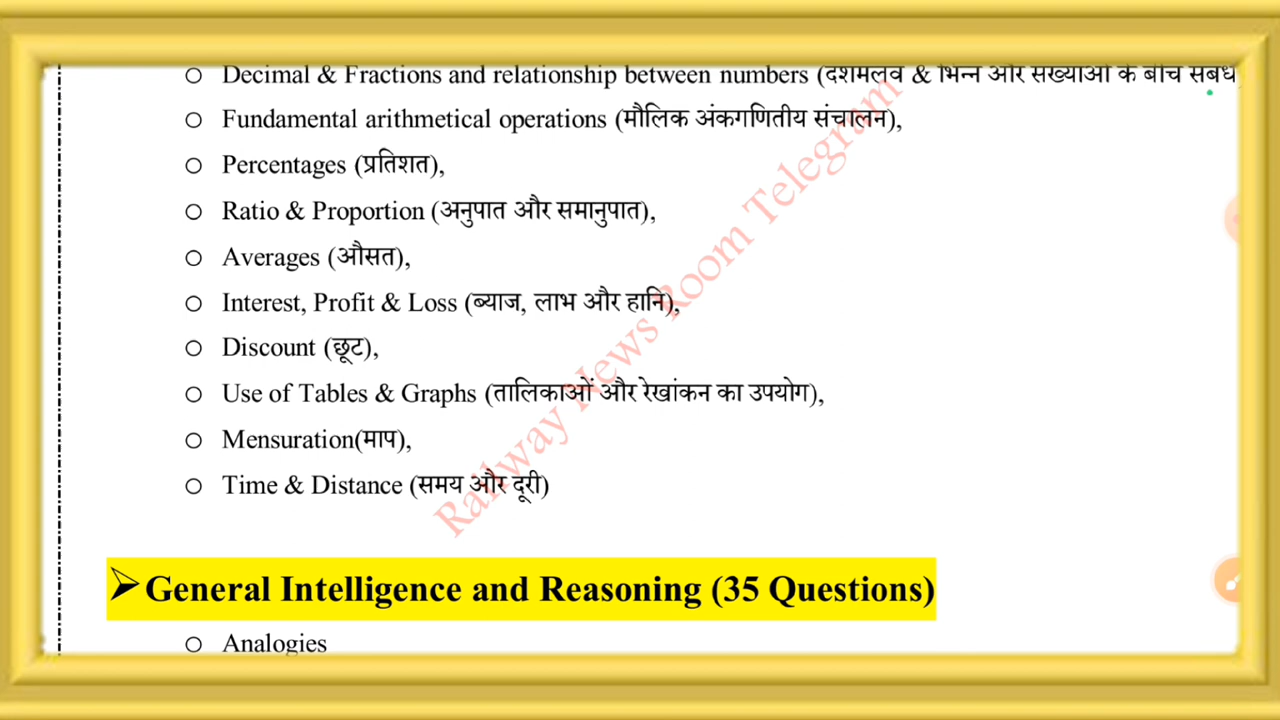 ○ Decimal & Fractions and relationship between numbers (दशमलव & भिन्न और संख्याओं के बीच संबंध
○ Fundamental arithmetical operations (मौलिक अंकगणितीय संचालन),
○ Percentages (प्रतिशत),
○ Ratio & Proportion (अनुपात और समानुपात),
○ Averages (औसत),
○ Interest, Profit & Loss (ब्याज, लाभ और हानि),
○ Discount (छूट),
○ Use of Tables & Graphs (तालिकाओं और रेखांकन का उपयोग),
○ Mensuration(माप),
○ Time & Distance (समय और दूरी)
Railway News Room Telegram
➢General Intelligence and Reasoning (35 Questions)
○ Analogies